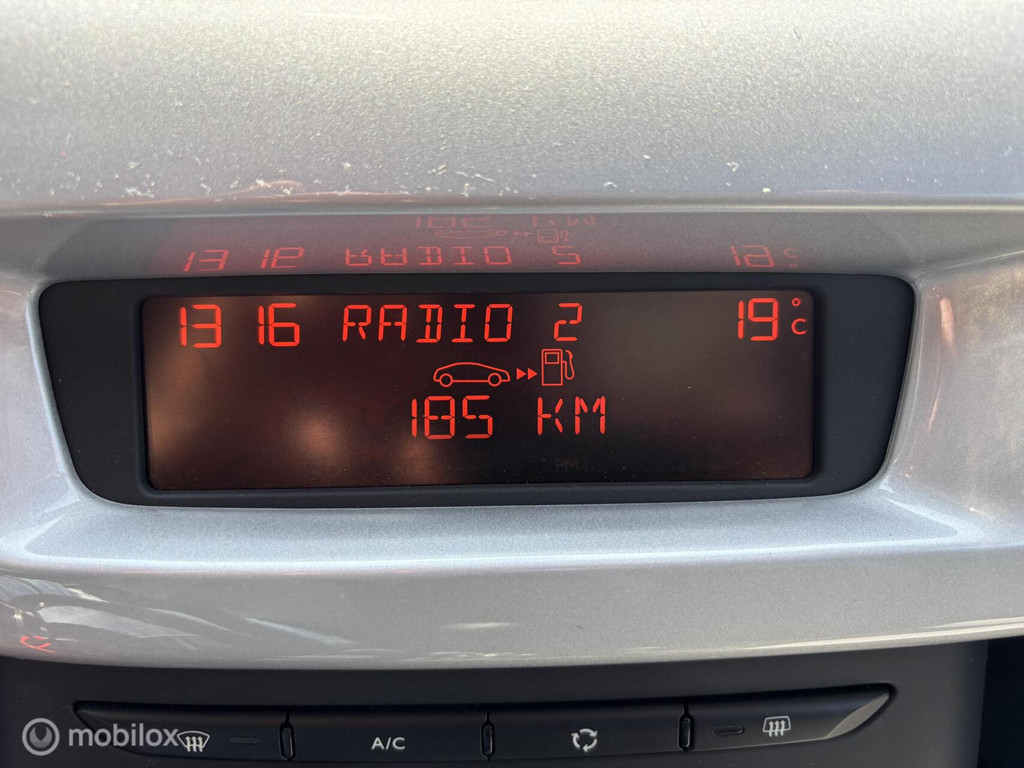 13 16 RADIO 2 19°C
185 KM
A/C
mobilox